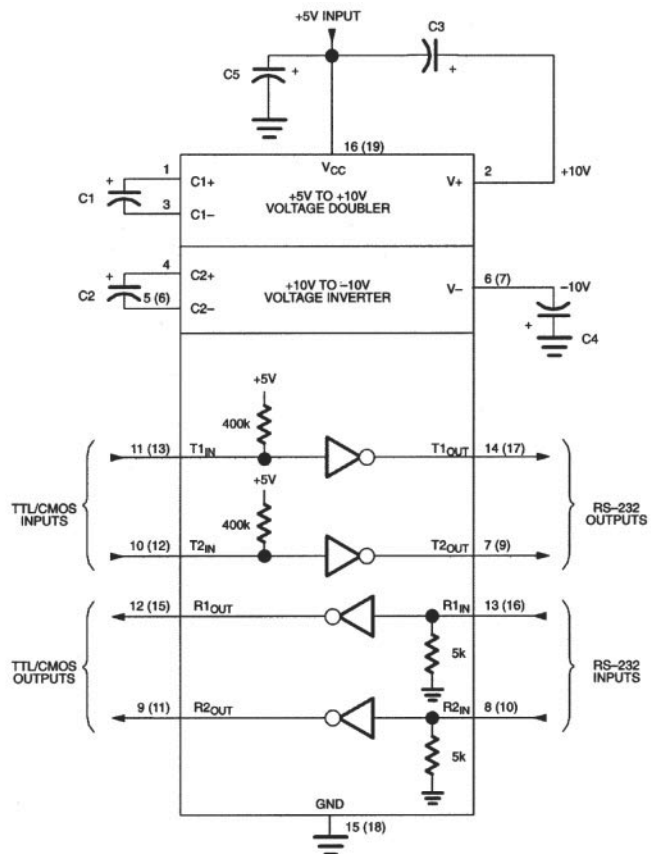 +5V INPUT
C3
C5
+
+
16 (19)
VCC
1
2
+10V
+
C1+
+5V TO +10V
VOLTAGE DOUBLER
V+
C1
3
C1–
4
+
C2+
+10V TO –10V
VOLTAGE INVERTER
V–
6 (7)
–10V
C2
5 (6)
C2–
+
C4
+5V
400k
11 (13)
T1IN
T1OUT
14 (17)
+5V
TTL/CMOS
INPUTS
RS–232
OUTPUTS
400k
10 (12)
T2IN
T2OUT
7 (9)
12 (15)
R1OUT
R1IN
13 (16)
5k
TTL/CMOS
OUTPUTS
RS–232
INPUTS
9 (11)
R2OUT
R2IN
8 (10)
5k
GND
15 (18)